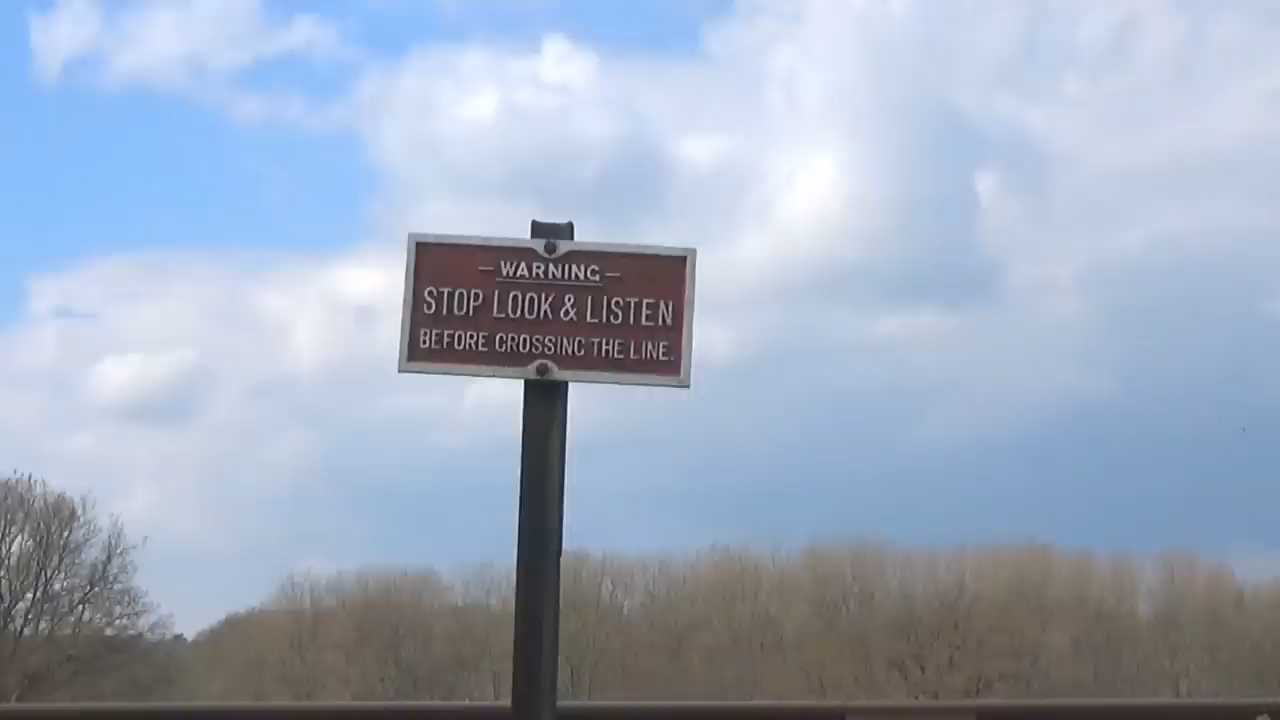 — WARNING —
STOP LOOK & LISTEN
BEFORE CROSSING THE LINE.